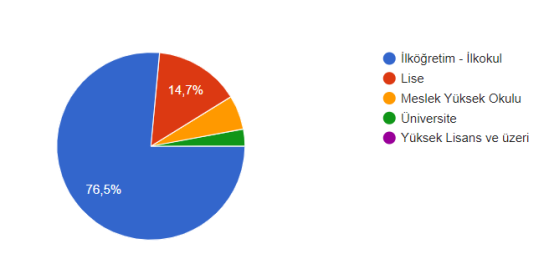 İlköğretim - İlkokul
Lise
Meslek Yüksek Okulu
Üniversite
Yüksek Lisans ve üzeri
14,7%
76,5%